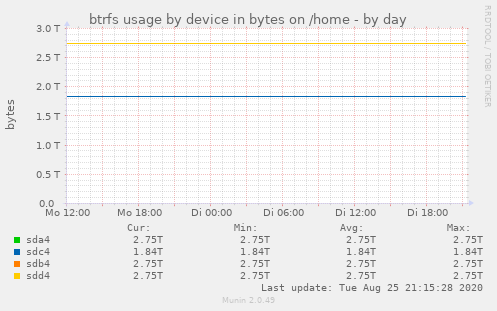 btrfs usage by device in bytes on /home - by day
RRDTOOL / TOBI OETIKER
bytes
3.0 T
2.5 T
2.0 T
1.5 T
1.0 T
0.5 T
0.0
Mo 12:00 Mo 18:00 Di 00:00 Di 06:00 Di 12:00 Di 18:00
Cur: Min: Avg: Max:
sda4 2.75T 2.75T 2.75T 2.75T
sdc4 1.84T 1.84T 1.84T 1.84T
sdb4 2.75T 2.75T 2.75T 2.75T
sdd4 2.75T 2.75T 2.75T 2.75T
Last update: Tue Aug 25 21:15:28 2020
Munin 2.0.49